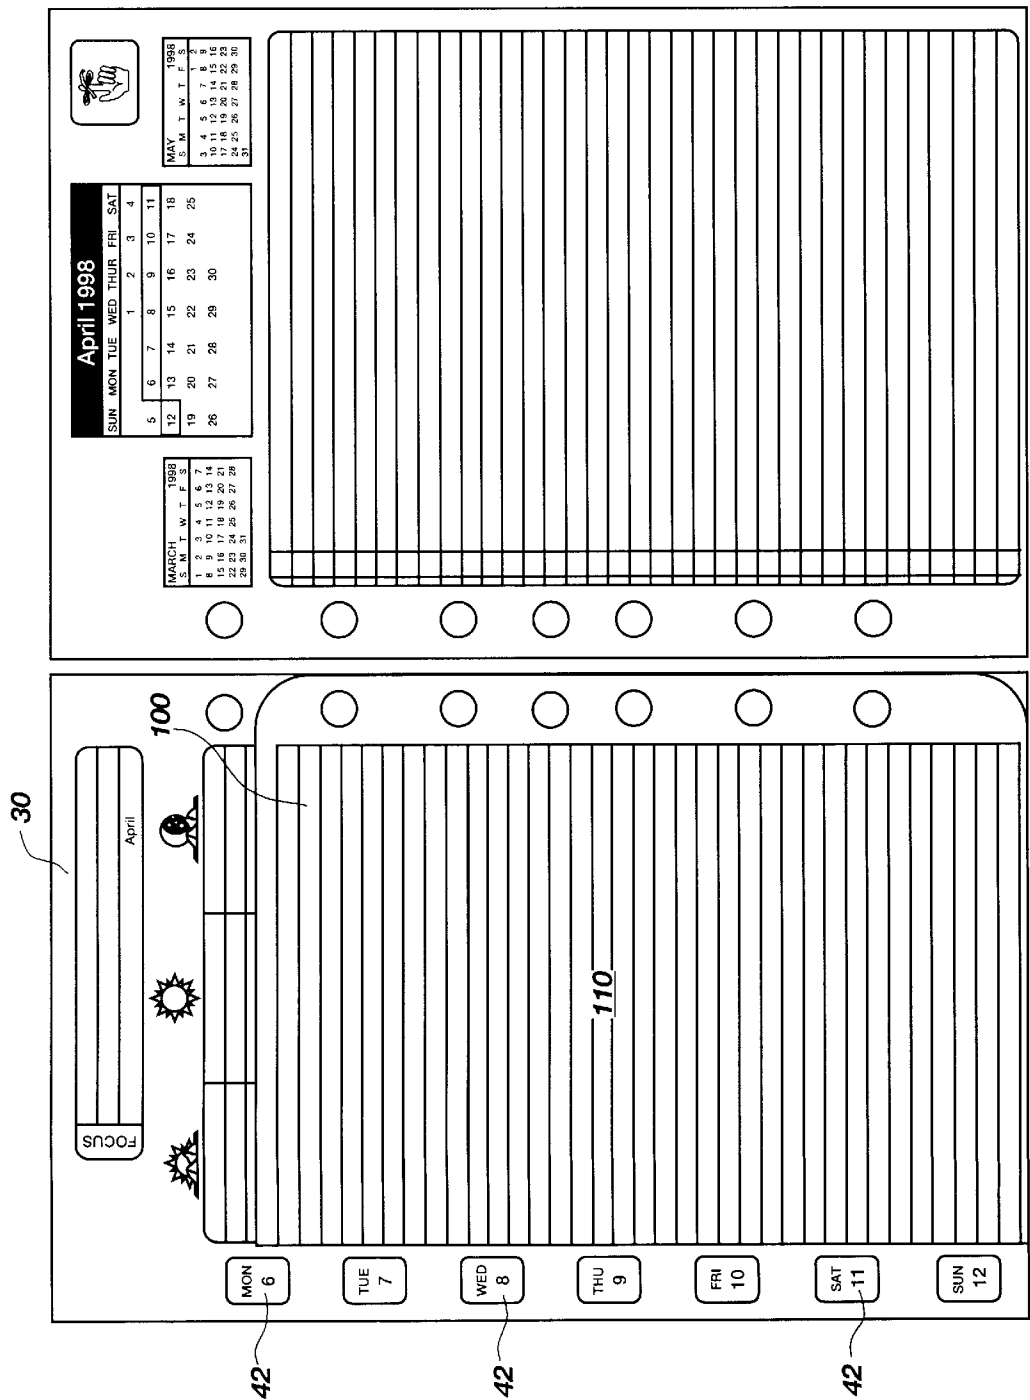 30
FOCUS
April
100
110
42
MON
6
TUE
7
42
WED
8
THU
9
FRI
10
42
SAT
11
SUN
12
MARCH 1998
S M T W T F S
1 2 3 4 5 6 7
8 9 10 11 12 13 14
15 16 17 18 19 20 21
22 23 24 25 26 27 28
29 30 31
April 1998
SUN MON TUE WED THUR FRI SAT
1 2 3 4
5 6 7 8 9 10 11
12 13 14 15 16 17 18
19 20 21 22 23 24 25
26 27 28 29 30
MAY 1998
S M T W T F S
1 2
3 4 5 6 7 8 9
10 11 12 13 14 15 16
17 18 19 20 21 22 23
24 25 26 27 28 29 30
31